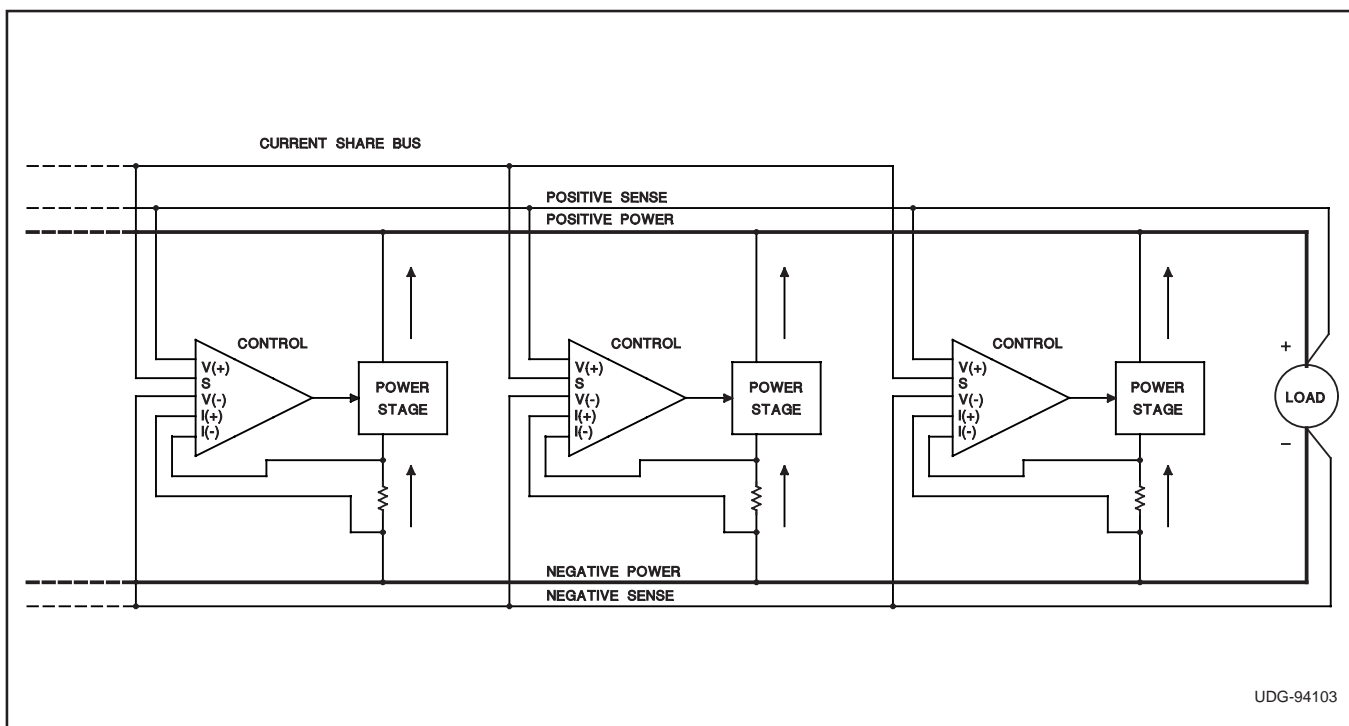 CURRENT SHARE BUS
POSITIVE SENSE
POSITIVE POWER
CONTROL
V(+)
S
V(-)
I(+)
I(-)
POWER
STAGE
CONTROL
V(+)
S
V(-)
I(+)
I(-)
POWER
STAGE
CONTROL
V(+)
S
V(-)
I(+)
I(-)
POWER
STAGE
+
LOAD
−
NEGATIVE POWER
NEGATIVE SENSE
UDG-94103